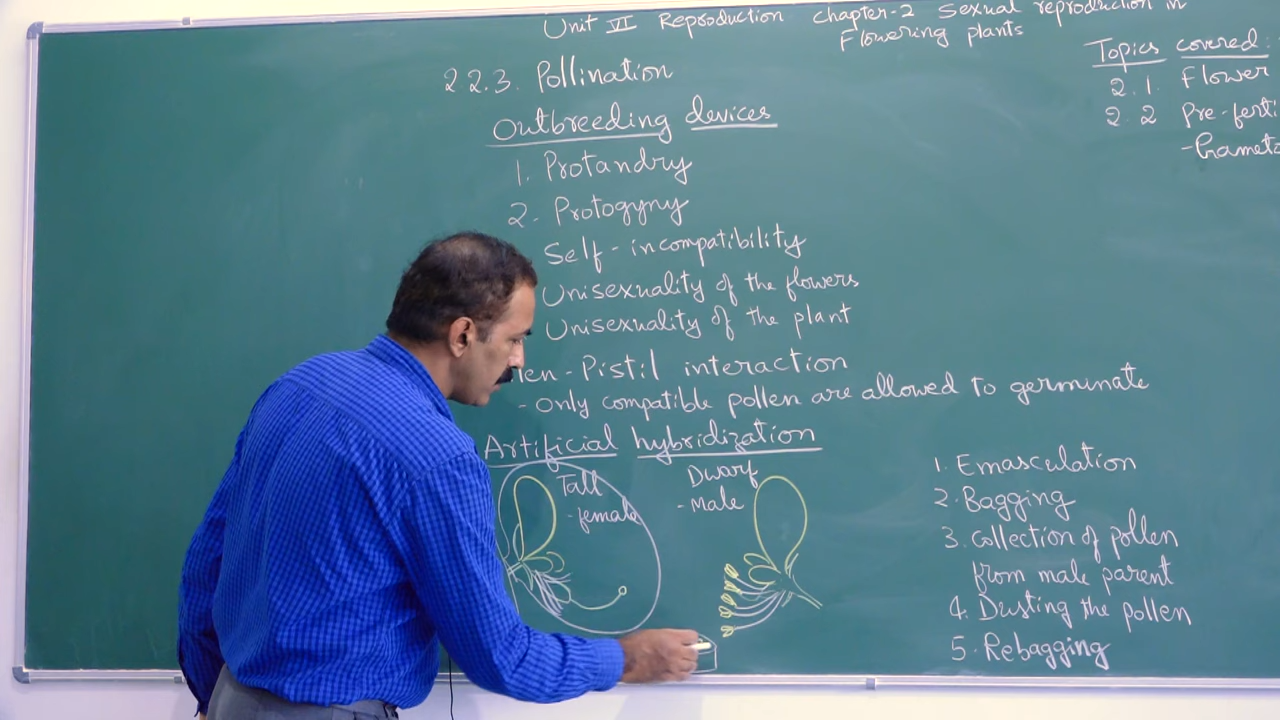 Unit VI Reproduction chapter-2 Sexual reproduction in
Flowering plants
Topics covered:
2.1. Flower
2.2 Pre-ferti
-Gameto
2.2.3. Pollination
Outbreeding devices
1. Protandry
2. Protogyny
Self-incompatibility
Unisexuality of the flowers
Unisexuality of the plant
len-Pistil interaction
- Only compatible pollen are allowed to germinate
Artificial hybridization
Tall
-female
Dwarf
-male
1. Emasculation
2. Bagging
3. collection of pollen
from male parent
4. Dusting the pollen
5. Rebagging